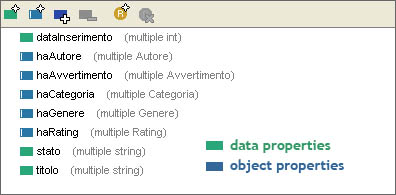 R
dataInserimento (multiple int)
haAutore (multiple Autore)
haAvvertimento (multiple Avvertimento)
haCategoria (multiple Categoria)
haGenere (multiple Genere)
haRating (multiple Rating)
stato (multiple string)
titolo (multiple string)
data properties
object properties